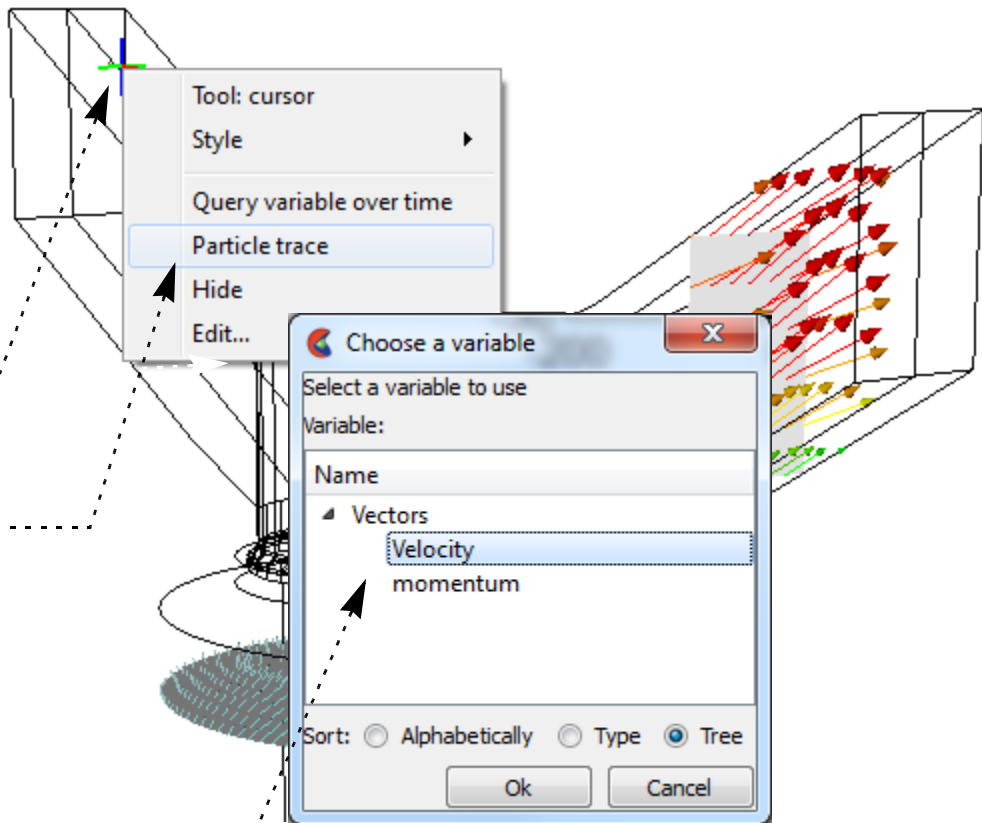 Tool: cursor
Style
Query variable over time
Particle trace
Hide
Edit...
Choose a variable
200
Select a variable to use
Variable:
Name
Vectors
Velocity
momentum
Sort: Alphabetically Type Tree
Ok Cancel